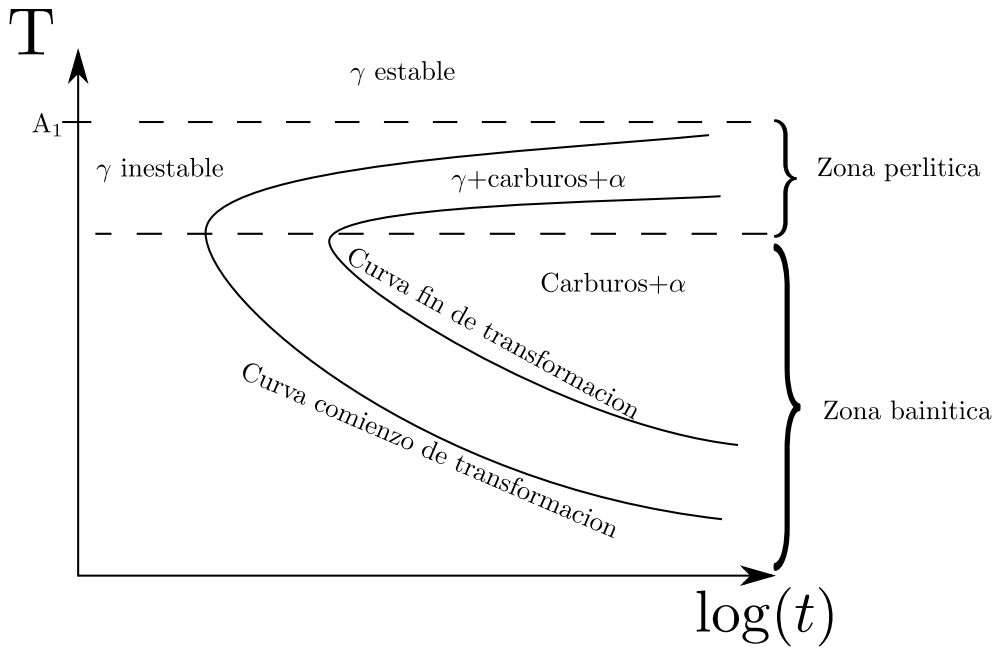 T
γ estable
A₁
γ inestable
Zona perlitica
γ+carburos+α
Curva fin de transformacion
Carburos+α
Curva comienzo de transformacion
Zona bainitica
log(t)